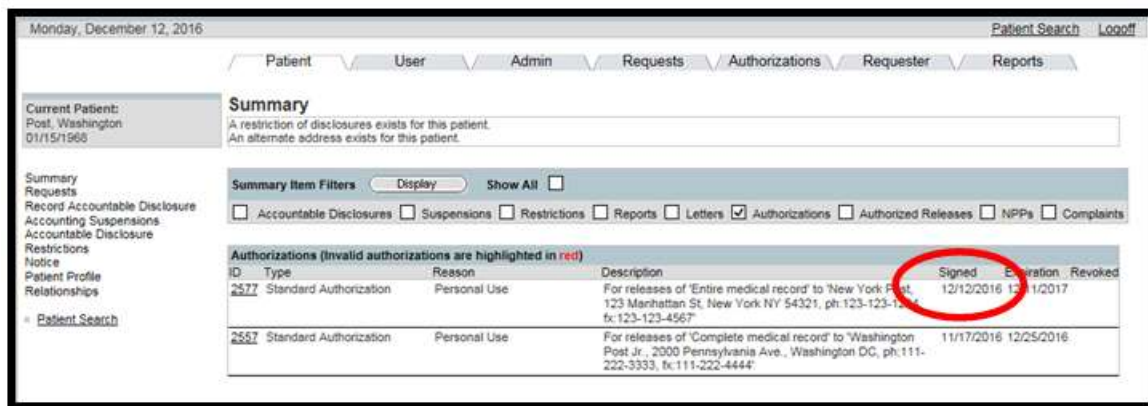 Monday, December 12, 2016 Patient Search Logoff
Patient User Admin Requests Authorizations Requester Reports
Current Patient:
Post, Washington
01/15/1968
Summary
A restriction of disclosures exists for this patient.
An alternate address exists for this patient.
Summary
Requests
Record Accountable Disclosure
Accounting Suspensions
Accountable Disclosure
Restrictions
Notice
Patient Profile
Relationships
Patient Search
Summary Item Filters Display Show All
Accountable Disclosures Suspensions Restrictions Reports Letters Authorizations Authorized Releases NPPs Complaints
Authorizations (Invalid authorizations are highlighted in red)
ID Type Reason Description Signed Expiration Revoked
2577 Standard Authorization Personal Use For releases of 'Entire medical record' to 'New York Post, 12/12/2016
123 Manhattan St, New York NY 54321, ph:
fx:123-123-4567'
2557 Standard Authorization Personal Use For releases of 'Complete medical record' to 'Washington 11/17/2016 12/25/2016
Post Jr., 2000 Pennsylvania Ave., Washington DC, ph:111-
222-3333, fx:111-222-4444'